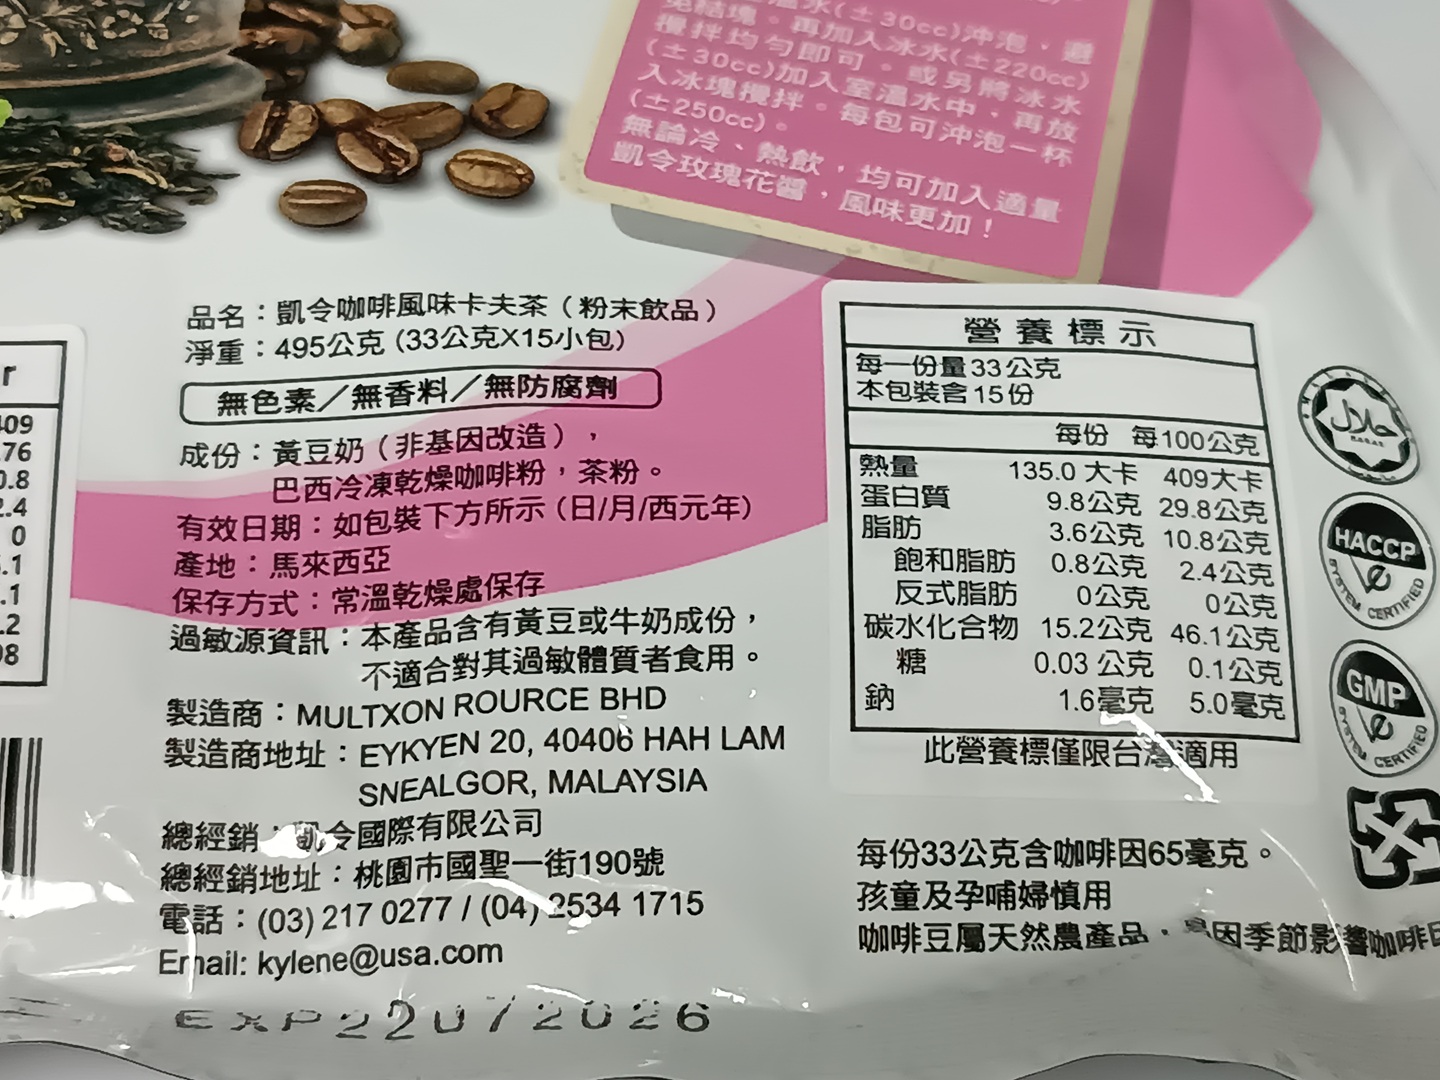 溫水(±30cc)沖泡，避
免結塊。再加入冰水(±220cc)
攪拌均勻即可。或另將冰水
(±30cc)加入室溫水中，再放
入冰塊攪拌。每包可沖泡一杯
(±250cc)。
無論冷、熱飲，均可加入適量
凱令玫瑰花醬，風味更加！
品名：凱令咖啡風味卡夫茶（粉末飲品）
淨重：495公克 (33公克X15小包)
無色素／無香料／無防腐劑
成份：黃豆奶（非基因改造），
巴西冷凍乾燥咖啡粉，茶粉。
有效日期：如包裝下方所示（日/月/西元年）
產地：馬來西亞
保存方式：常溫乾燥處保存
過敏源資訊：本產品含有黃豆或牛奶成份，
不適合對其過敏體質者食用。
製造商：MULTXON ROURCE BHD
製造商地址：EYKYEN 20, 40406 HAH LAM
SNEALGOR, MALAYSIA
總經銷：凱令國際有限公司
總經銷地址：桃園市國聖一街190號
電話：(03) 217 0277 / (04) 2534 1715
Email: kylene@usa.com
EXP 22072026
營養標示
每一份量33公克
本包裝含15份
每份 每100公克
熱量 135.0 大卡 409大卡
蛋白質 9.8公克 29.8公克
脂肪 3.6公克 10.8公克
飽和脂肪 0.8公克 2.4公克
反式脂肪 0公克 0公克
碳水化合物 15.2公克 46.1公克
糖 0.03 公克 0.1公克
鈉 1.6毫克 5.0毫克
此營養標僅限台灣適用
每份33公克含咖啡因65毫克。
孩童及孕哺婦慎用
咖啡豆屬天然農產品，易因季節影響咖啡
حلال
HACCP
SYSTEM CERTIFIED
GMP
SYSTEM CERTIFIED
r
409
.76
0.8
2.4
0
.1
.1
.2
98